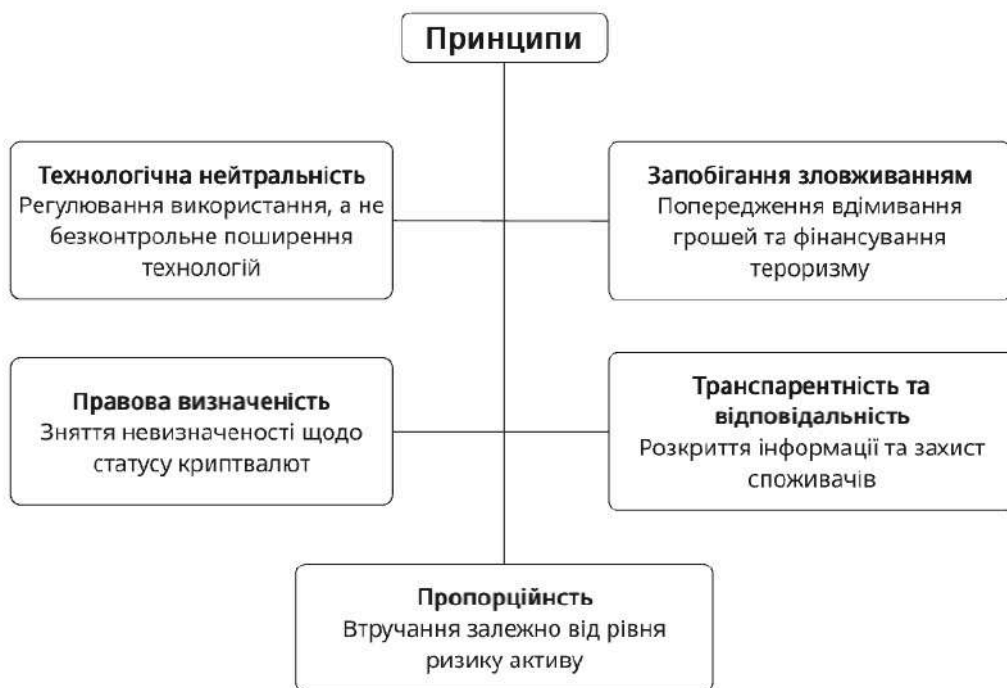 Принципи
Технологічна нейтральність
Регулювання використання, а не
безконтрольне поширення
технологій
Запобігання зловживанням
Попередження вдімивання
грошей та фінансування
тероризму
Правова визначеність
Зняття невизначеності щодо
статусу криптвалют
Транспарентність та
відповідальність
Розкриття інформації та захист
споживачів
Пропорційнсть
Втручання залежно від рівня
ризику активу